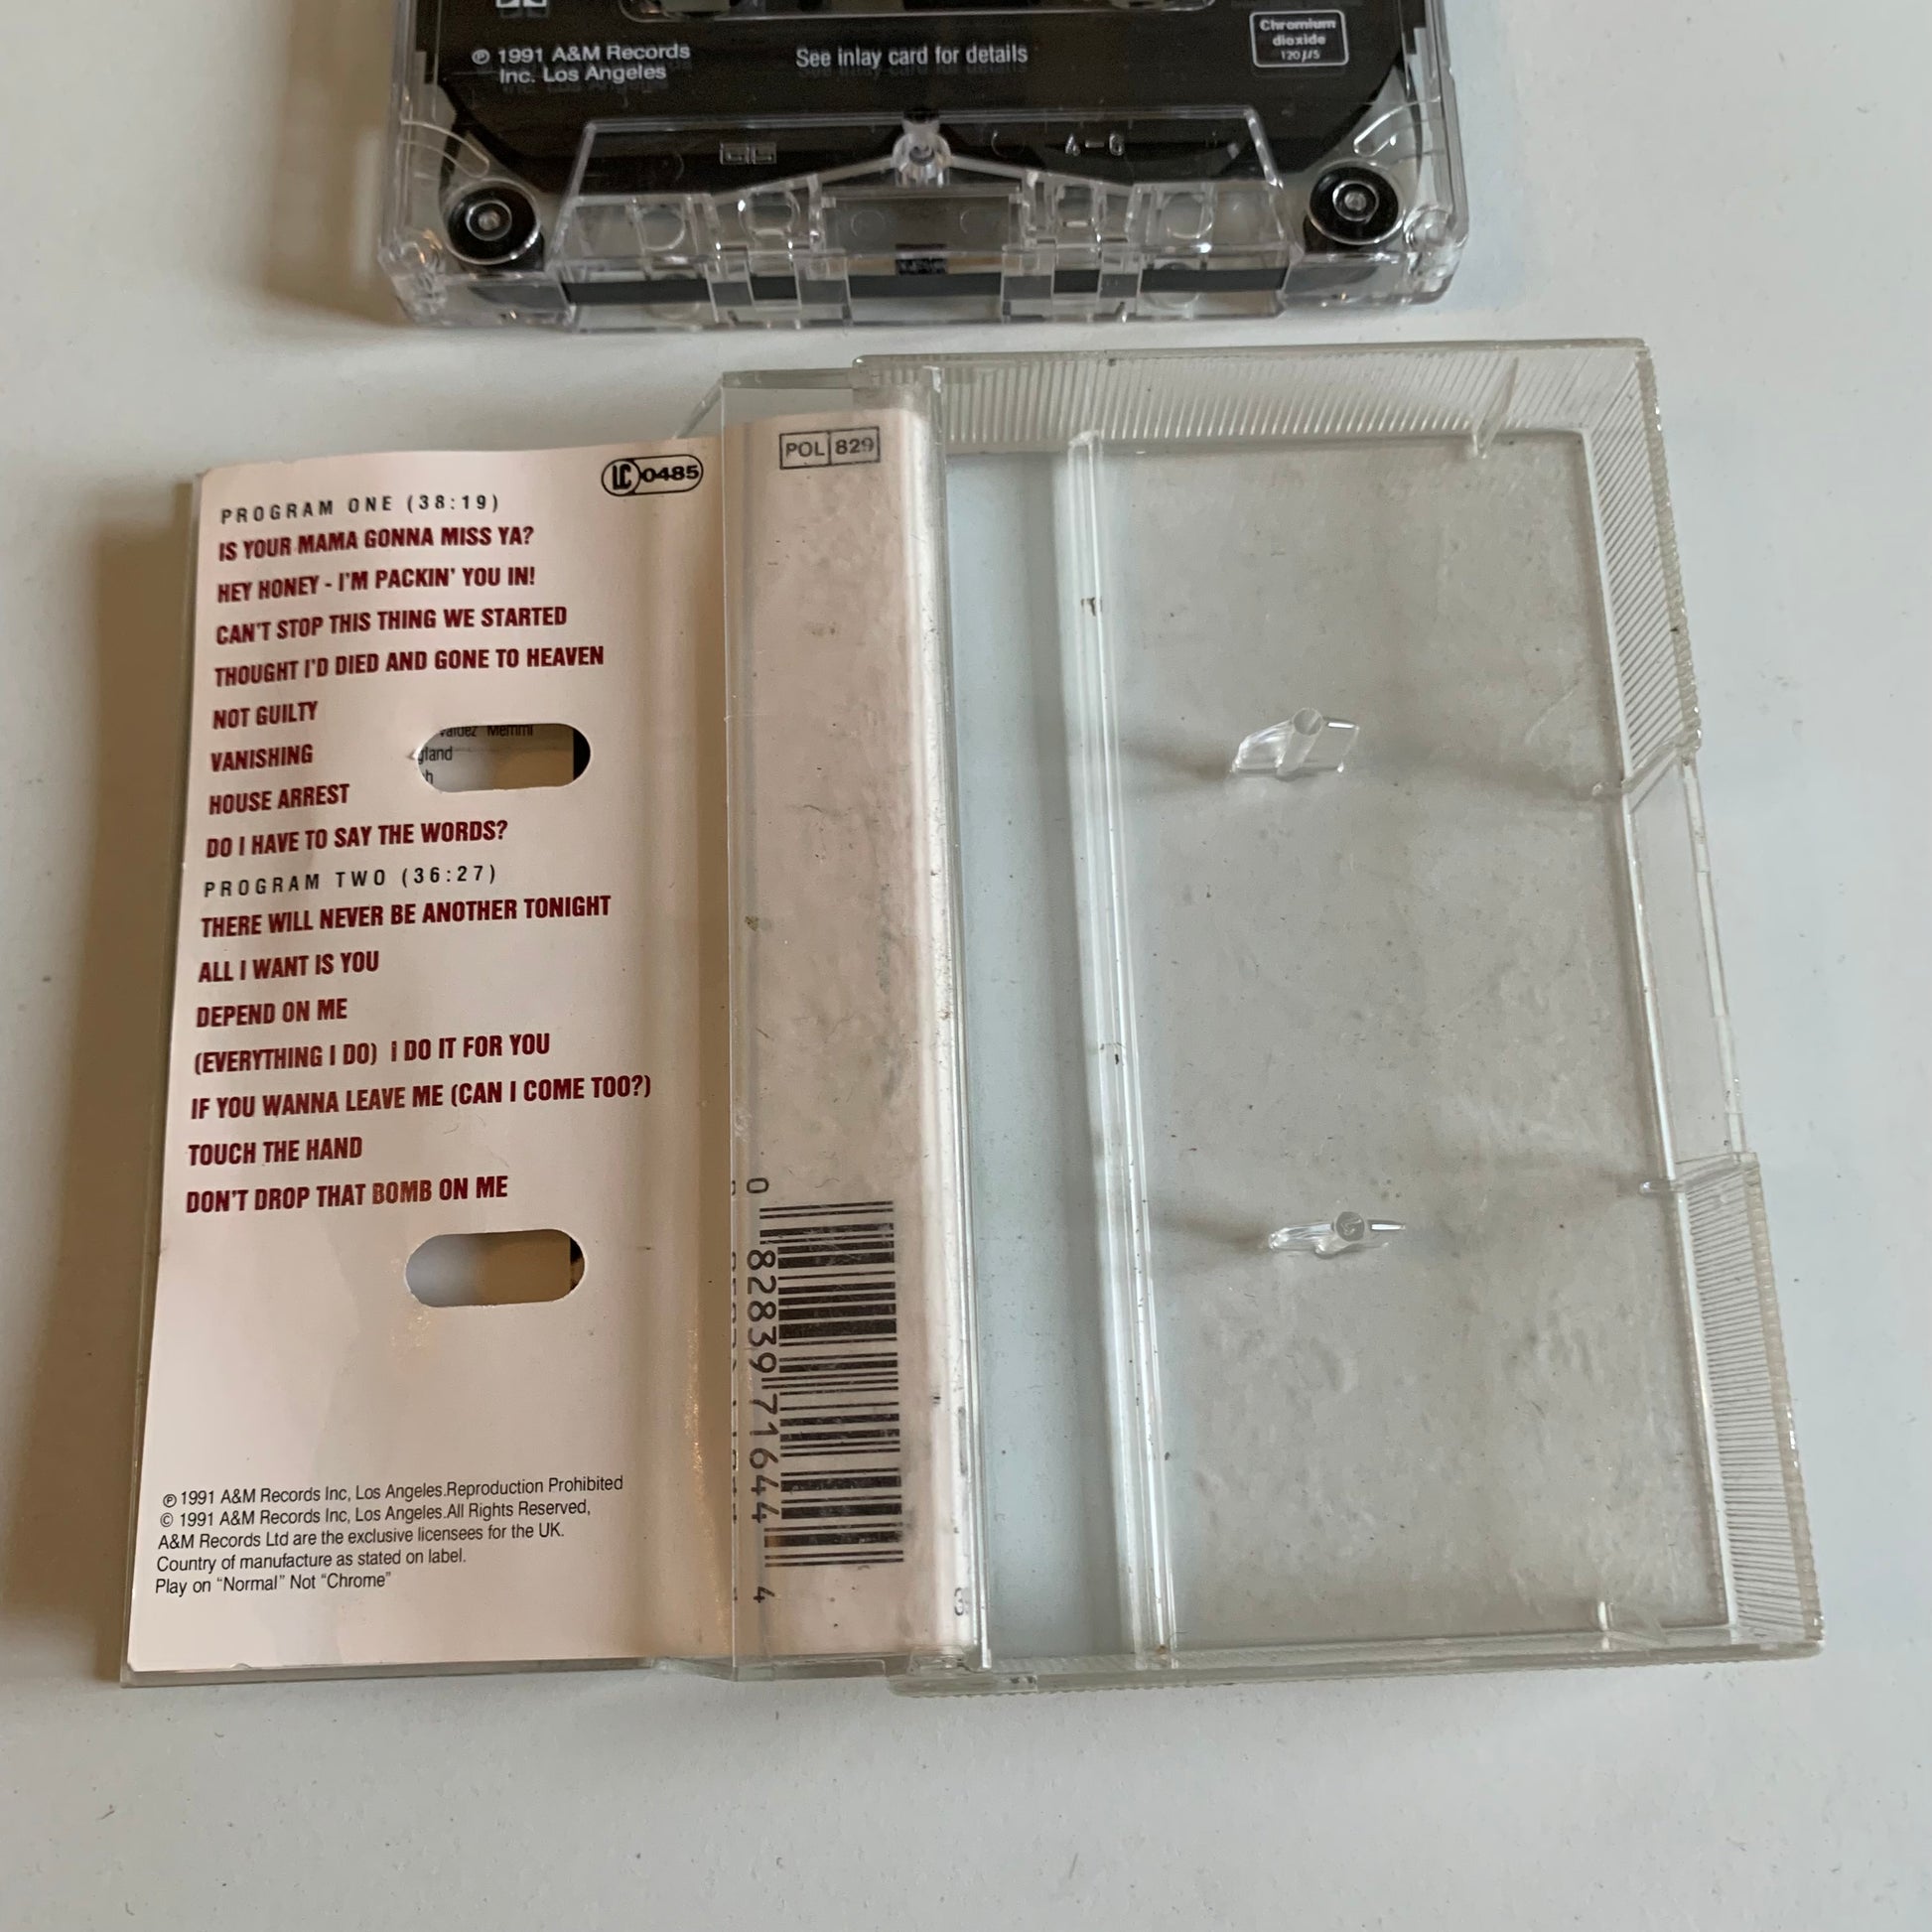 ℗ 1991 A&M Records
Inc. Los Angeles
See inlay card for details
Chromium
dioxide
120 µs
4-6
LC 0485
POL 829
PROGRAM ONE (38:19)
IS YOUR MAMA GONNA MISS YA?
HEY HONEY - I'M PACKIN' YOU IN!
CAN'T STOP THIS THING WE STARTED
THOUGHT I'D DIED AND GONE TO HEAVEN
NOT GUILTY
VANISHING
HOUSE ARREST
DO I HAVE TO SAY THE WORDS?
PROGRAM TWO (36:27)
THERE WILL NEVER BE ANOTHER TONIGHT
ALL I WANT IS YOU
DEPEND ON ME
(EVERYTHING I DO) I DO IT FOR YOU
IF YOU WANNA LEAVE ME (CAN I COME TOO?)
TOUCH THE HAND
DON'T DROP THAT BOMB ON ME
℗ 1991 A&M Records Inc, Los Angeles.Reproduction Prohibited
© 1991 A&M Records Inc, Los Angeles.All Rights Reserved,
A&M Records Ltd are the exclusive licensees for the UK.
Country of manufacture as stated on label.
Play on “Normal” Not “Chrome”
0 82839 71644 4